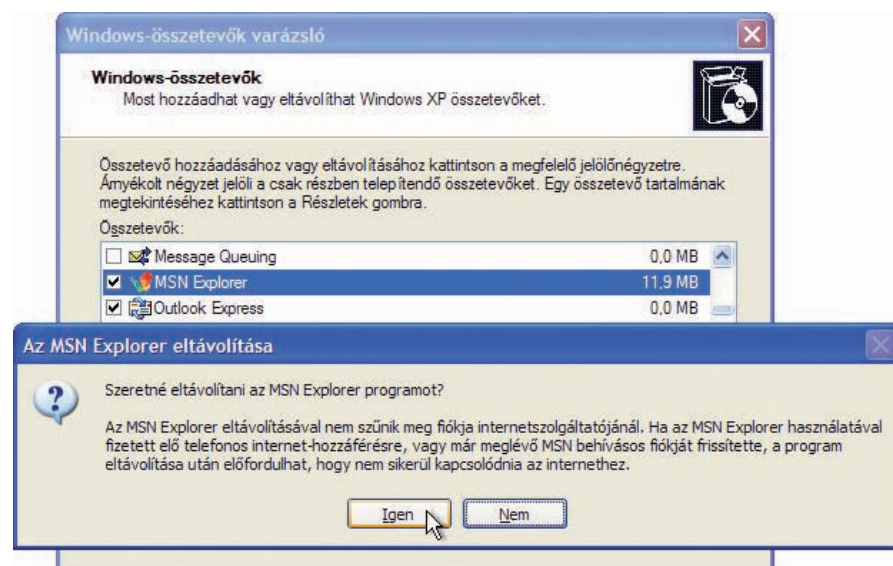 Windows-összetevők varázsló
Windows-összetevők
Most hozzáadhat vagy eltávolíthat Windows XP összetevőket.
Összetevő hozzáadásához vagy eltávolításához kattintson a megfelelő jelölőnégyzetre.
Árnyékolt négyzet jelöli a csak részben telepítendő összetevőket. Egy összetevő tartalmának
megtekintéséhez kattintson a Részletek gombra.
Összetevők:
Message Queuing 0,0 MB
MSN Explorer 11,9 MB
Outlook Express 0,0 MB
Az MSN Explorer eltávolítása
Szeretné eltávolítani az MSN Explorer programot?
Az MSN Explorer eltávolításával nem szűnik meg fiókja internetszolgáltatójánál. Ha az MSN Explorer használatával
fizetett elő telefonos internet-hozzáférésre, vagy már meglévő MSN behívásos fiókját frissítette, a program
eltávolítása után előfordulhat, hogy nem sikerül kapcsolódnia az internethez.
Igen Nem